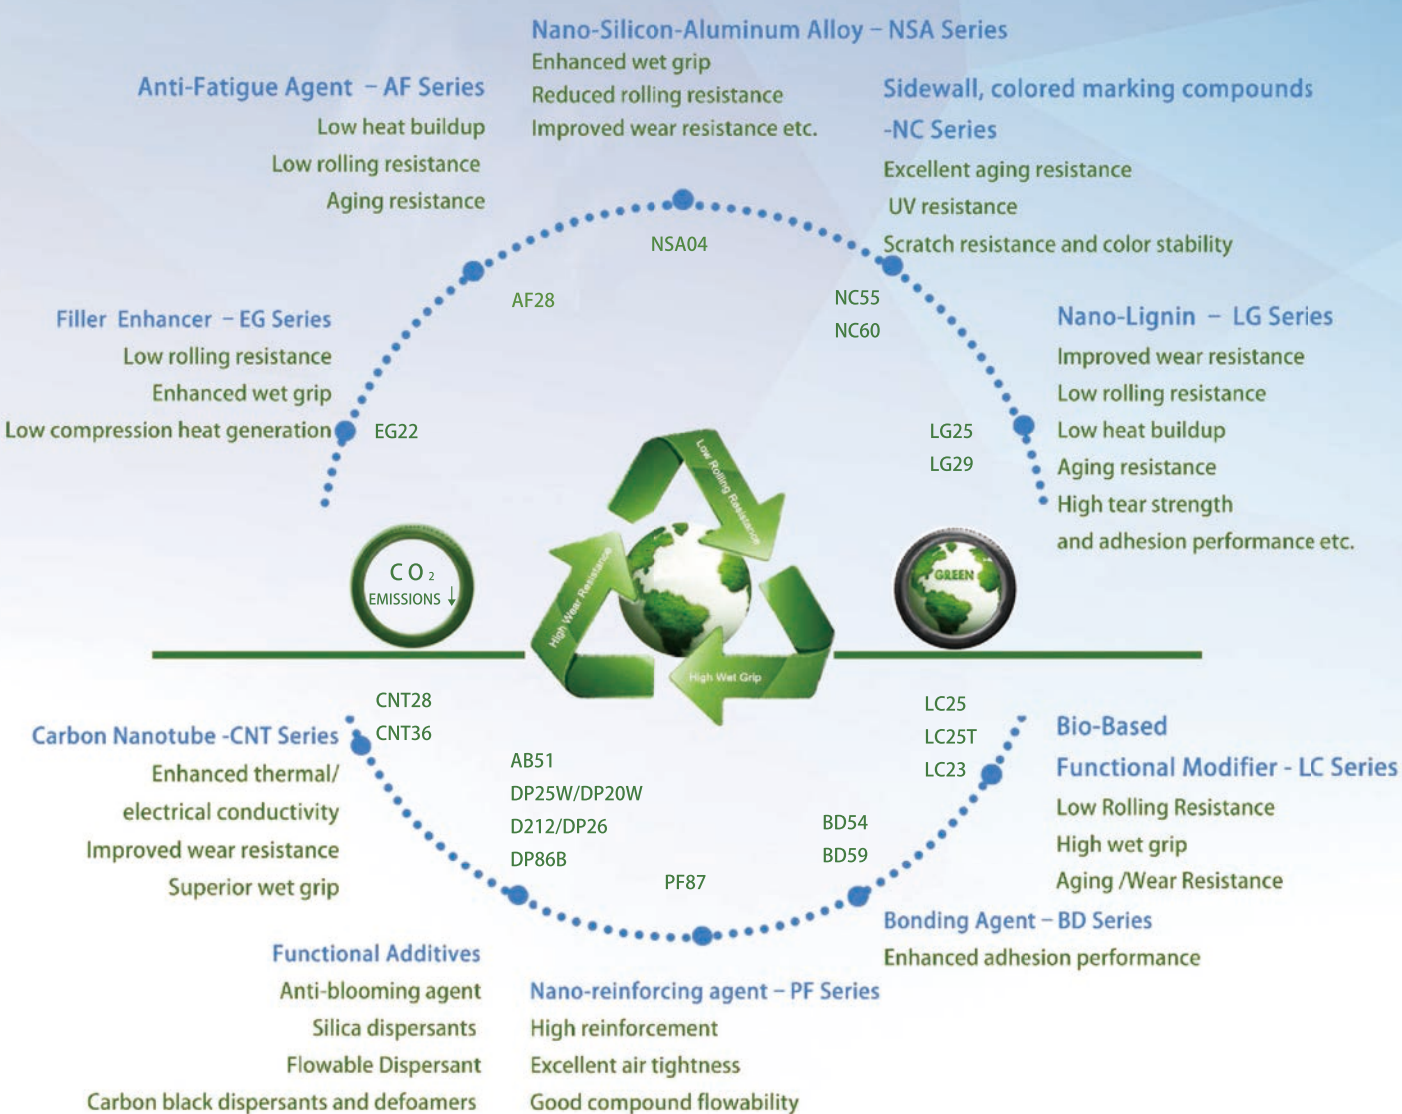 Nano-Silicon-Aluminum Alloy – NSA Series
Enhanced wet grip
Reduced rolling resistance
Improved wear resistance etc.
Anti-Fatigue Agent – AF Series
Low heat buildup
Low rolling resistance
Aging resistance
Sidewall, colored marking compounds
-NC Series
Excellent aging resistance
UV resistance
Scratch resistance and color stability
NSA04
AF28
NC55
NC60
Filler Enhancer – EG Series
Low rolling resistance
Enhanced wet grip
Low compression heat generation
EG22
Nano-Lignin – LG Series
Improved wear resistance
Low rolling resistance
Low heat buildup
Aging resistance
High tear strength
and adhesion performance etc.
LG25
LG29
Low Rolling Resistance
High Wear Resistance
High Wet Grip
CO₂
EMISSIONS ↓
GREEN
CNT28
CNT36
Carbon Nanotube -CNT Series
Enhanced thermal/
electrical conductivity
Improved wear resistance
Superior wet grip
AB51
DP25W/DP20W
D212/DP26
DP86B
PF87
BD54
BD59
LC25
LC25T
LC23
Bio-Based
Functional Modifier - LC Series
Low Rolling Resistance
High wet grip
Aging /Wear Resistance
Bonding Agent – BD Series
Enhanced adhesion performance
Functional Additives
Anti-blooming agent
Silica dispersants
Flowable Dispersant
Carbon black dispersants and defoamers
Nano-reinforcing agent – PF Series
High reinforcement
Excellent air tightness
Good compound flowability